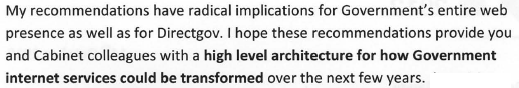 My recommendations have radical implications for Government's entire web
presence as well as for Directgov. I hope these recommendations provide you
and Cabinet colleagues with a high level architecture for how Government
internet services could be transformed over the next few years.